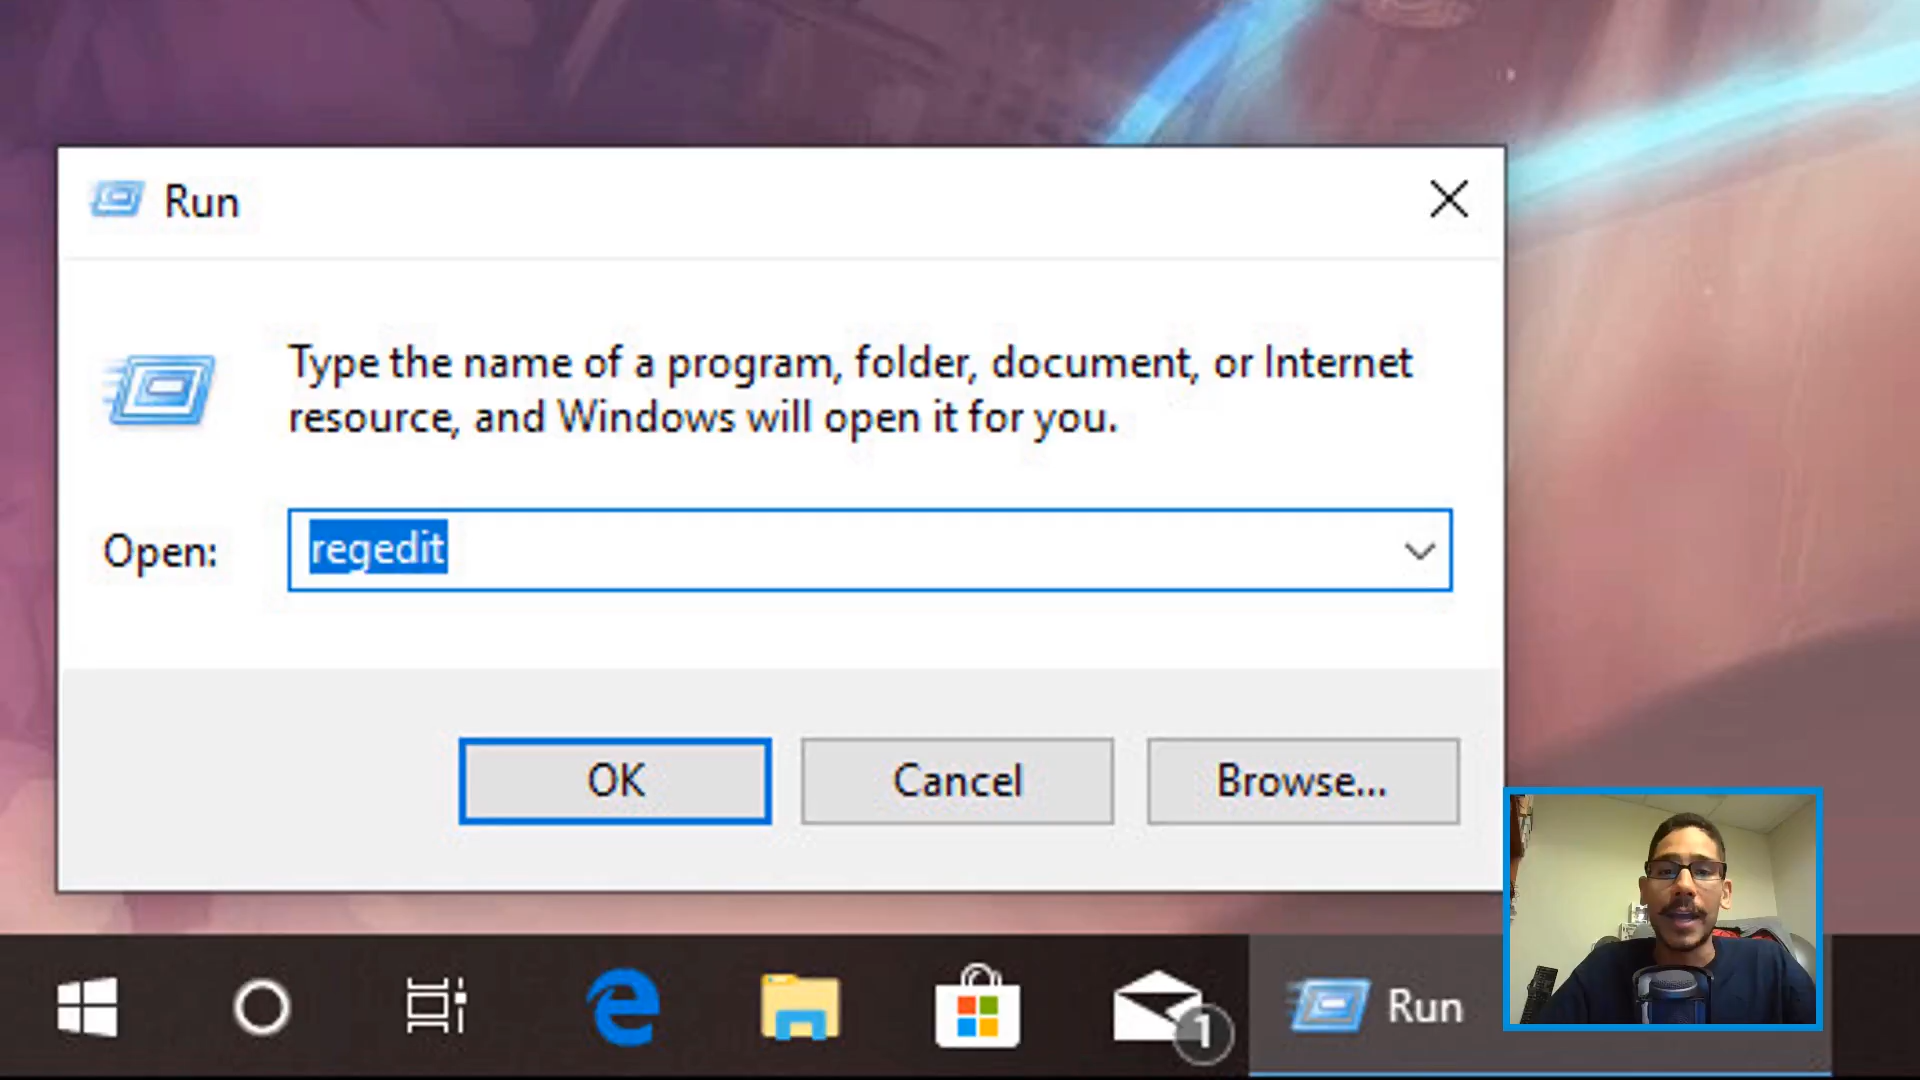 Run
Type the name of a program, folder, document, or Internet
resource, and Windows will open it for you.
Open: regedit
OK Cancel Browse...
1 Run